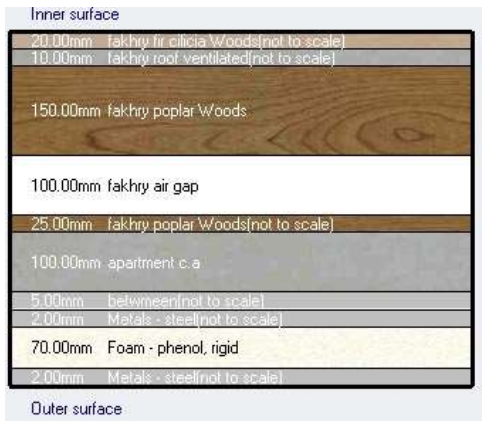 Inner surface
20.00mm fakhry fir cilicia Woods(not to scale)
10.00mm fakhry roof ventilated(not to scale)
150.00mm fakhry poplar Woods
100.00mm fakhry air gap
25.00mm fakhry poplar Woods(not to scale)
100.00mm apartment c.a
5.00mm betwmeen(not to scale)
2.00mm Metals - steel(not to scale)
70.00mm Foam - phenol, rigid
2.00mm Metals - steel(not to scale)
Outer surface